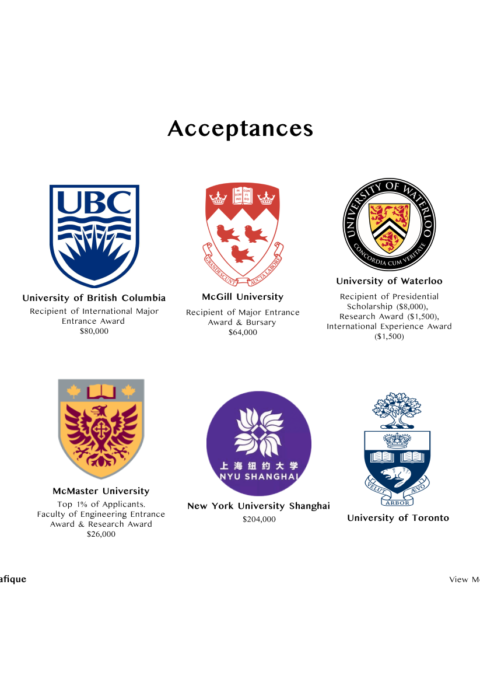 Acceptances
UBC
University of British Columbia
Recipient of International Major
Entrance Award
$80,000
McGill University
Recipient of Major Entrance
Award & Bursary
$64,000
UNIVERSITY OF WATERLOO
CONCORDIA CUM VERITATE
University of Waterloo
Recipient of Presidential
Scholarship ($8,000),
Research Award ($1,500),
International Experience Award
($1,500)
McMaster University
Top 1% of Applicants.
Faculty of Engineering Entrance
Award & Research Award
$26,000
上海纽约大学
NYU SHANGHAI
New York University Shanghai
$204,000
VELUT
ARBOR
ÆVO
University of Toronto
afique
View M